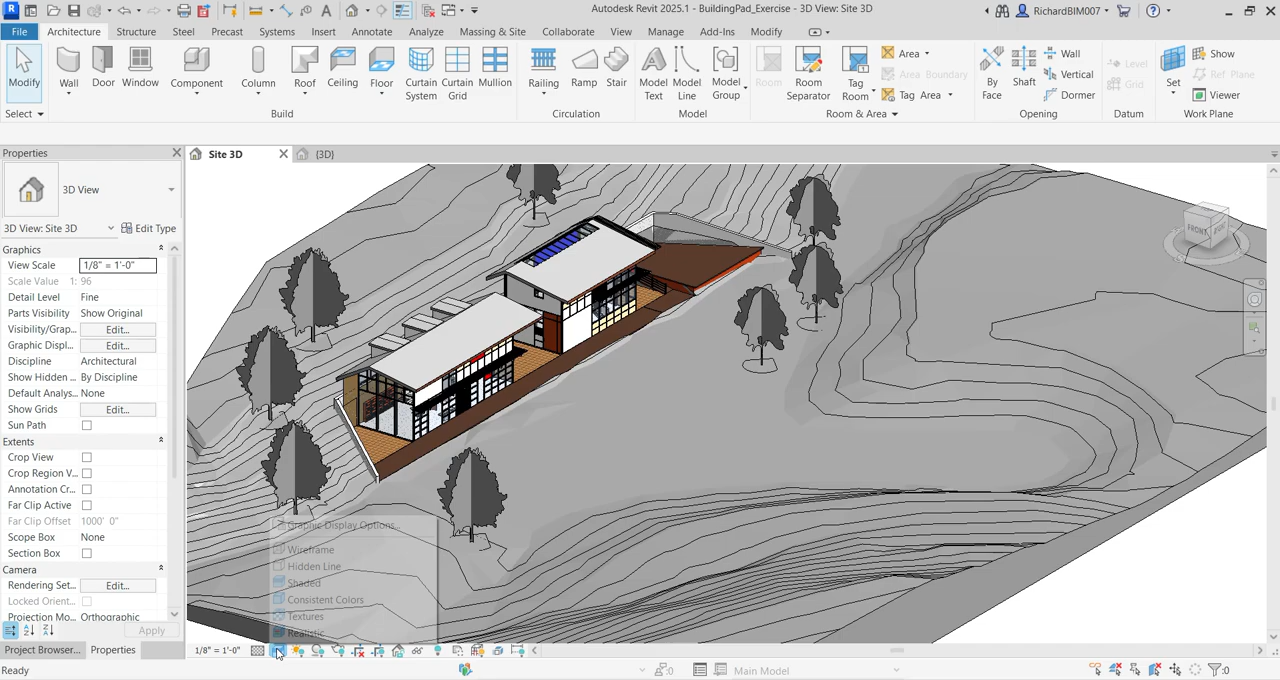 Autodesk Revit 2025.1 - BuildingPad_Exercise - Site 3D
RichardBIM007
File Architecture Structure Steel Precast Systems Insert Annotate Analyze Massing & Site Collaborate View Manage Add-Ins Modify
Modify Wall Door Window Component Column Roof Ceiling Floor Curtain System Curtain Grid Mullion Railing Ramp Stair Model Text Model Line Model Group Room Room Separator Tag Room Area Area Boundary Tag Area By Face Shaft Wall Vertical Dormer Level Grid Set Show Ref Plane Viewer
Select Build Circulation Model Room & Area Opening Datum Work Plane
Properties
Site 3D {3D}
3D View
3D View: Site 3D Edit Type
FRONT
Graphics
View Scale 1/8" = 1'-0"
Scale Value 1: 96
Detail Level Fine
Parts Visibility Show Original
Visibility/Grap... Edit...
Graphic Displ... Edit...
Discipline Architectural
Show Hidden ... By Discipline
Default Analys... None
Show Grids Edit...
Sun Path
Extents
Crop View
Crop Region V...
Annotation Cr...
Far Clip Active
Far Clip Offset 1000' 0"
Scope Box None
Section Box
Camera
Rendering Set... Edit...
Locked Orient...
Projection Mo... Orthographic
Graphic Display Options...
Wireframe
Hidden Line
Shaded
Consistent Colors
Textures
Realistic
Apply
Project Browser... Properties
1/8" = 1'-0"
Ready
:0
Main Model
:0